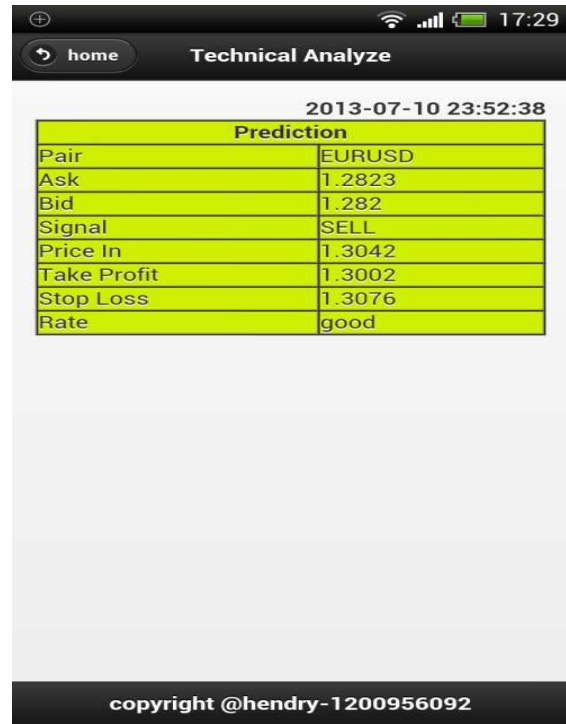 17:29
home Technical Analyze
2013-07-10 23:52:38
Prediction
Pair EURUSD
Ask 1.2823
Bid 1.282
Signal SELL
Price In 1.3042
Take Profit 1.3002
Stop Loss 1.3076
Rate good
copyright @hendry-1200956092